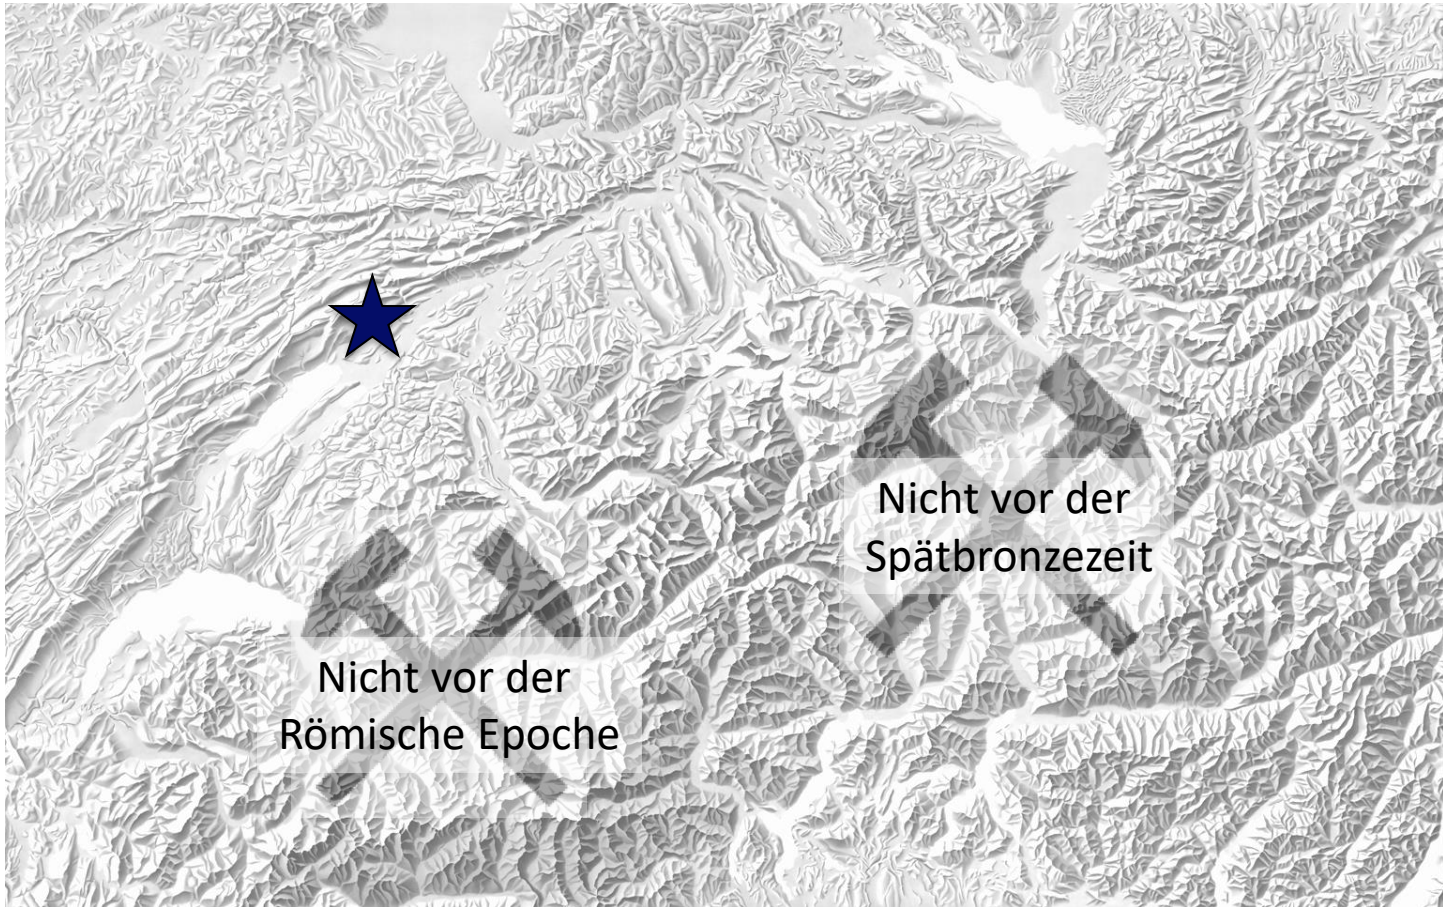 Nicht vor der
Spätbronzezeit
Nicht vor der
Römische Epoche